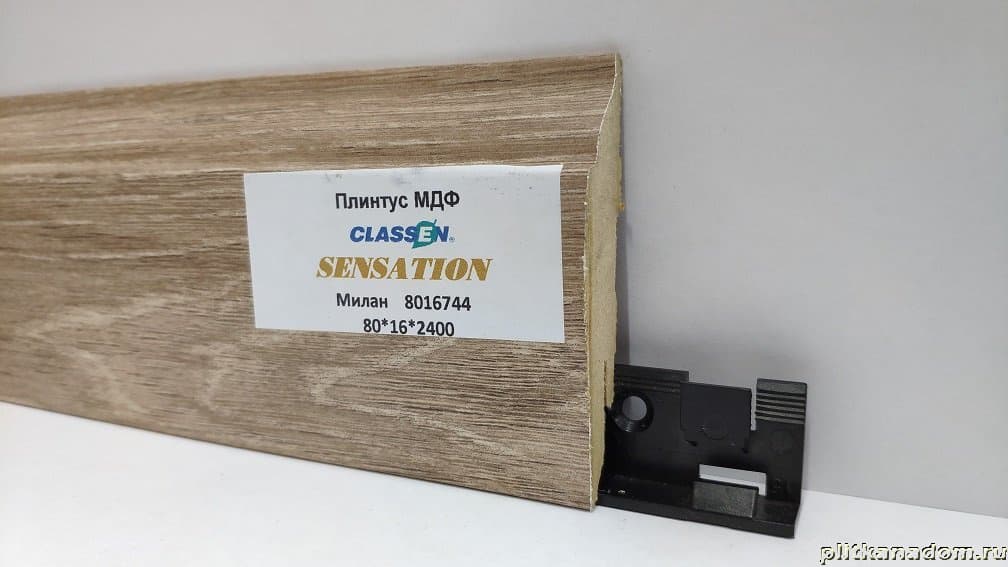 Плинтус МДФ
CLASSEN®
SENSATION
Милан 8016744
80*16*2400
plitkanadom.ru